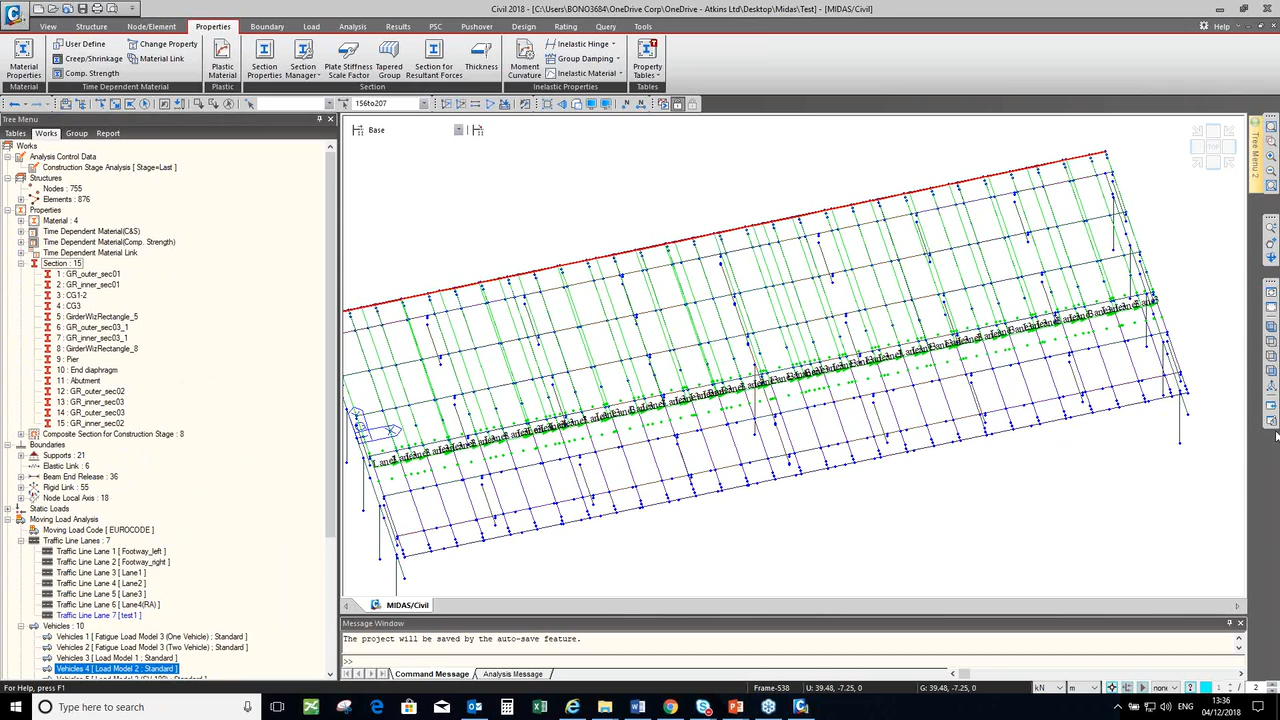 Civil 2018 - [C:\Users\BONO3684\OneDrive Corp\OneDrive - Atkins Ltd\Desktop\Midas\Test] - [MIDAS/Civil]
View Structure Node/Element Properties Boundary Load Analysis Results PSC Pushover Design Rating Query Tools Help
User Define Change Property Inelastic Hinge
Creep/Shrinkage Material Link Group Damping
Comp. Strength Inelastic Material
Material Properties
Plastic Material
Section Properties
Section Manager
Plate Stiffness Scale Factor
Tapered Group
Section for Resultant Forces
Thickness
Moment Curvature
Property Tables
Material Time Dependent Material Plastic Section Inelastic Properties Tables
156to207
Tree Menu
Tables Works Group Report
Base
TOP
Tree Menu 2
Works
Analysis Control Data
Construction Stage Analysis [ Stage=Last ]
Structures
Nodes : 755
Elements : 876
Properties
Material : 4
Time Dependent Material(C&S)
Time Dependent Material(Comp. Strength)
Time Dependent Material Link
Section : 15
1 : GR_outer_sec01
2 : GR_inner_sec01
3 : CG1-2
4 : CG3
5 : GirderWizRectangle_5
6 : GR_outer_sec03_1
7 : GR_inner_sec03_1
8 : GirderWizRectangle_8
9 : Pier
10 : End diaphragm
11 : Abutment
12 : GR_outer_sec02
13 : GR_inner_sec03
14 : GR_outer_sec03
15 : GR_inner_sec02
Composite Section for Construction Stage : 8
Boundaries
Supports : 21
Elastic Link : 6
Beam End Release : 36
Rigid Link : 55
Node Local Axis : 18
Static Loads
Moving Load Analysis
Moving Load Code [ EUROCODE ]
Traffic Line Lanes : 7
Traffic Line Lane 1 [ Footway_left ]
Traffic Line Lane 2 [ Footway_right ]
Traffic Line Lane 3 [ Lane1 ]
Traffic Line Lane 4 [ Lane2 ]
Traffic Line Lane 5 [ Lane3 ]
Traffic Line Lane 6 [ Lane4(RA) ]
Traffic Line Lane 7 [ test1 ]
Vehicles : 10
Vehicles 1 [ Fatigue Load Model 3 (One Vehicle) ; Standard ]
Vehicles 2 [ Fatigue Load Model 3 (Two Vehicle) ; Standard ]
Vehicles 3 [ Load Model 1 ; Standard ]
Vehicles 4 [ Load Model 2 ; Standard ]
MIDAS/Civil
Message Window
The project will be saved by the auto-save feature.
>>
Command Message Analysis Message
For Help, press F1 Frame-538 U: 39.48, -7.25, 0 G: 39.48, -7.25, 0 kN m none 2
Type here to search
ENG
13:36
04/12/2018